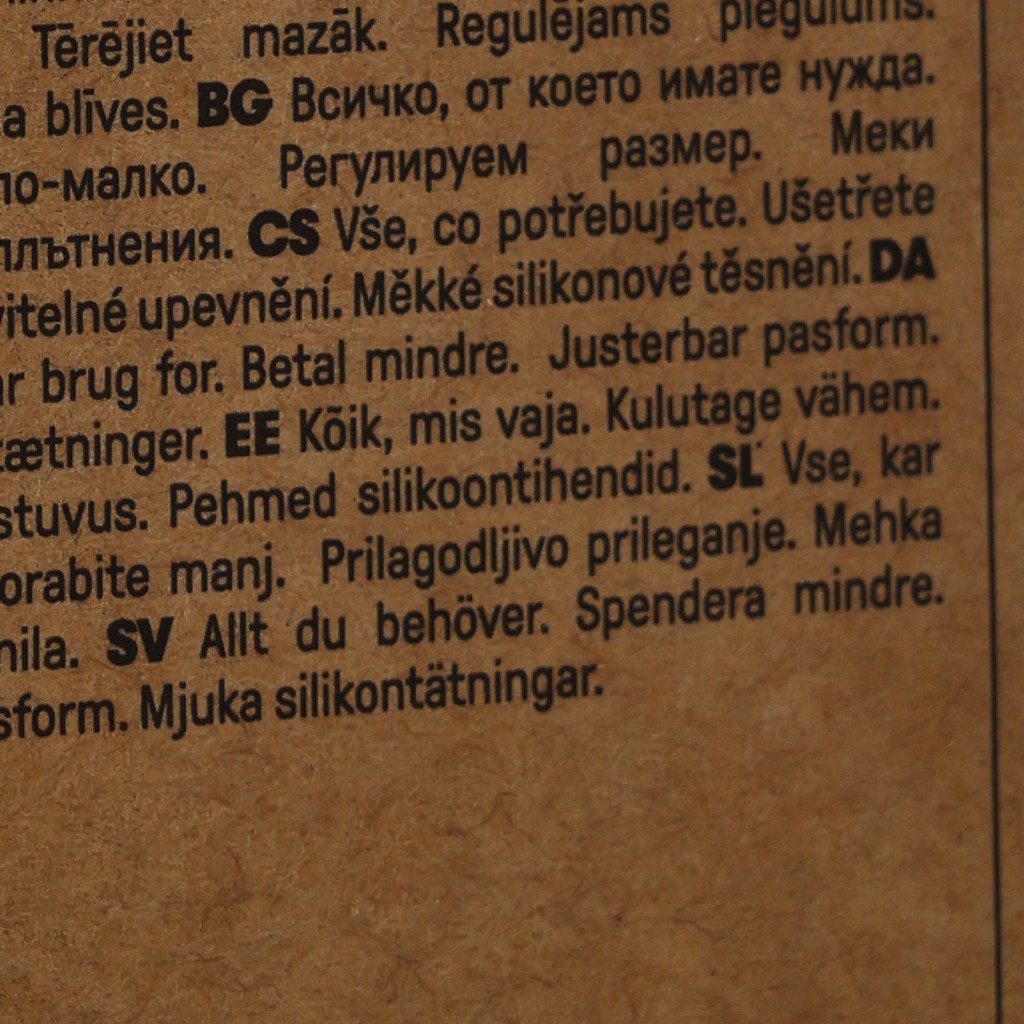 Tērējiet mazāk. Regulējams piegulums.
a blīves. BG Всичко, от което имате нужда.
по-малко. Регулируем размер. Меки
плътнения. CS Vše, co potřebujete. Ušetřete
vitelné upevnění. Měkké silikonové těsnění. DA
ar brug for. Betal mindre. Justerbar pasform.
tætninger. EE Kõik, mis vaja. Kulutage vähem.
stuvus. Pehmed silikoontihendid. SL Vse, kar
orabite manj. Prilagodljivo prileganje. Mehka
nila. SV Allt du behöver. Spendera mindre.
sform. Mjuka silikontätningar.